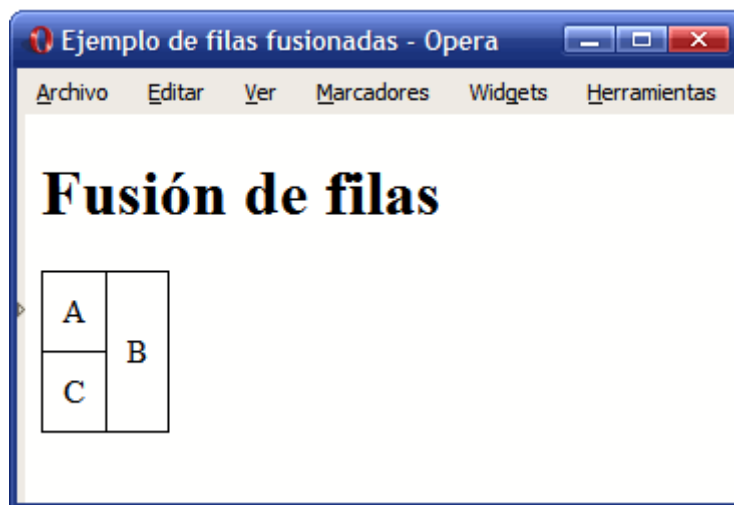 Ejemplo de filas fusionadas - Opera
Archivo Editar Ver Marcadores Widgets Herramientas
Fusión de filas
A
B
C